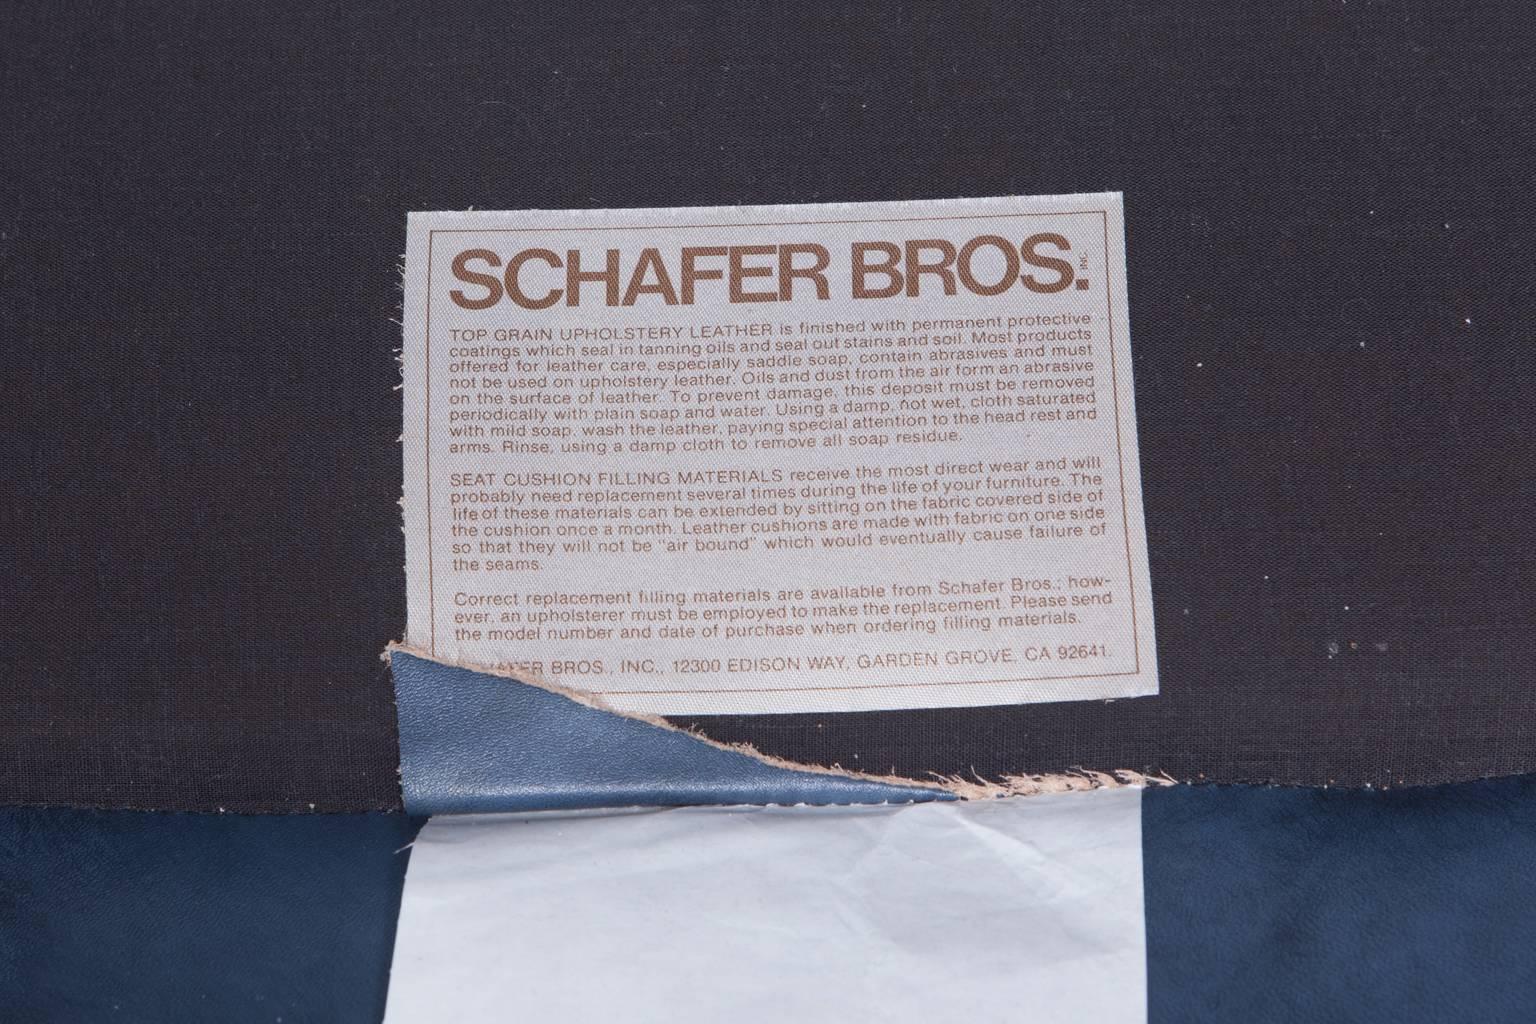 SCHAFER BROS. INC.
TOP GRAIN UPHOLSTERY LEATHER is finished with permanent protective
coatings which seal in tanning oils and seal out stains and soil. Most products
offered for leather care, especially saddle soap, contain abrasives and must
not be used on upholstery leather. Oils and dust from the air form an abrasive
on the surface of leather. To prevent damage, this deposit must be removed
periodically with plain soap and water. Using a damp, not wet, cloth saturated
with mild soap, wash the leather, paying special attention to the head rest and
arms. Rinse, using a damp cloth to remove all soap residue.
SEAT CUSHION FILLING MATERIALS receive the most direct wear and will
probably need replacement several times during the life of your furniture. The
life of these materials can be extended by sitting on the fabric covered side of
the cushion once a month. Leather cushions are made with fabric on one side
so that they will not be "air bound" which would eventually cause failure of
the seams.
Correct replacement filling materials are available from Schafer Bros.; how-
ever, an upholsterer must be employed to make the replacement. Please send
the model number and date of purchase when ordering filling materials.
SCHAFER BROS., INC., 12300 EDISON WAY, GARDEN GROVE, CA 92641.